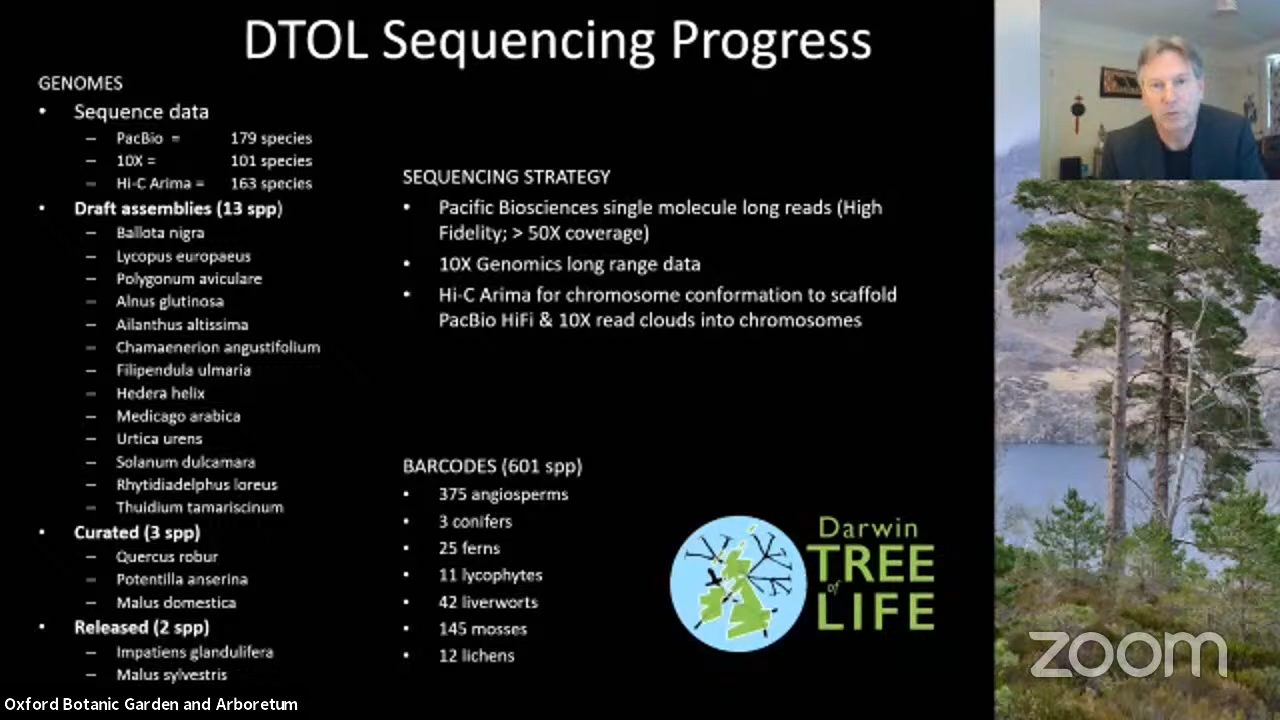 DTOL Sequencing Progress
GENOMES
• Sequence data
– PacBio = 179 species
– 10X = 101 species
– Hi-C Arima = 163 species
• Draft assemblies (13 spp)
– Ballota nigra
– Lycopus europaeus
– Polygonum aviculare
– Alnus glutinosa
– Ailanthus altissima
– Chamaenerion angustifolium
– Filipendula ulmaria
– Hedera helix
– Medicago arabica
– Urtica urens
– Solanum dulcamara
– Rhytidiadelphus loreus
– Thuidium tamariscinum
• Curated (3 spp)
– Quercus robur
– Potentilla anserina
– Malus domestica
• Released (2 spp)
– Impatiens glandulifera
– Malus sylvestris
SEQUENCING STRATEGY
• Pacific Biosciences single molecule long reads (High
Fidelity; > 50X coverage)
• 10X Genomics long range data
• Hi-C Arima for chromosome conformation to scaffold
PacBio HiFi & 10X read clouds into chromosomes
BARCODES (601 spp)
• 375 angiosperms
• 3 conifers
• 25 ferns
• 11 lycophytes
• 42 liverworts
• 145 mosses
• 12 lichens
Darwin
TREE
of
LIFE
zoom
Oxford Botanic Garden and Arboretum